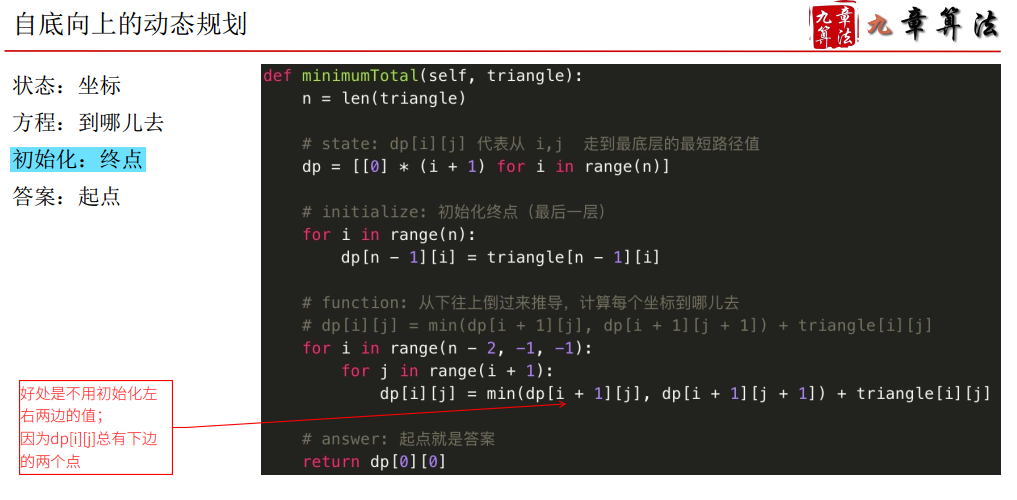 自底向上的动态规划
九章算法
九章算法
状态：坐标
方程：到哪儿去
初始化：终点
答案：起点
def minimumTotal(self, triangle):
    n = len(triangle)
    # state: dp[i][j] 代表从 i,j  走到最底层的最短路径值
    dp = [[0] * (i + 1) for i in range(n)]
    # initialize: 初始化终点（最后一层）
    for i in range(n):
        dp[n - 1][i] = triangle[n - 1][i]
    # function: 从下往上倒过来推导，计算每个坐标到哪儿去
    # dp[i][j] = min(dp[i + 1][j], dp[i + 1][j + 1]) + triangle[i][j]
    for i in range(n - 2, -1, -1):
        for j in range(i + 1):
            dp[i][j] = min(dp[i + 1][j], dp[i + 1][j + 1]) + triangle[i][j]
    # answer: 起点就是答案
    return dp[0][0]
好处是不用初始化左
右两边的值；
因为dp[i][j]总有下边
的两个点